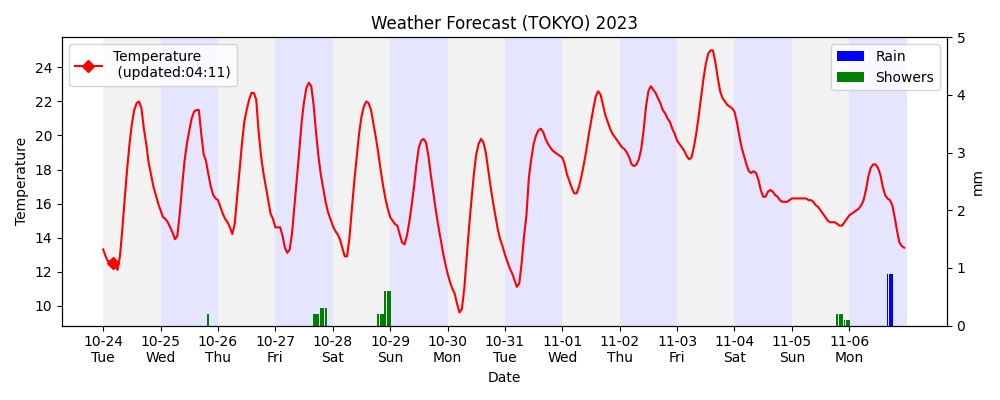 Weather Forecast (TOKYO) 2023
Temperature
(updated:04:11)
Rain
Showers
Temperature
24
22
20
18
16
14
12
10
5
4
3
2
1
0
mm
10-24 10-25 10-26 10-27 10-28 10-29 10-30 10-31 11-01 11-02 11-03 11-04 11-05 11-06
Tue Wed Thu Fri Sat Sun Mon Tue Wed Thu Fri Sat Sun Mon
Date